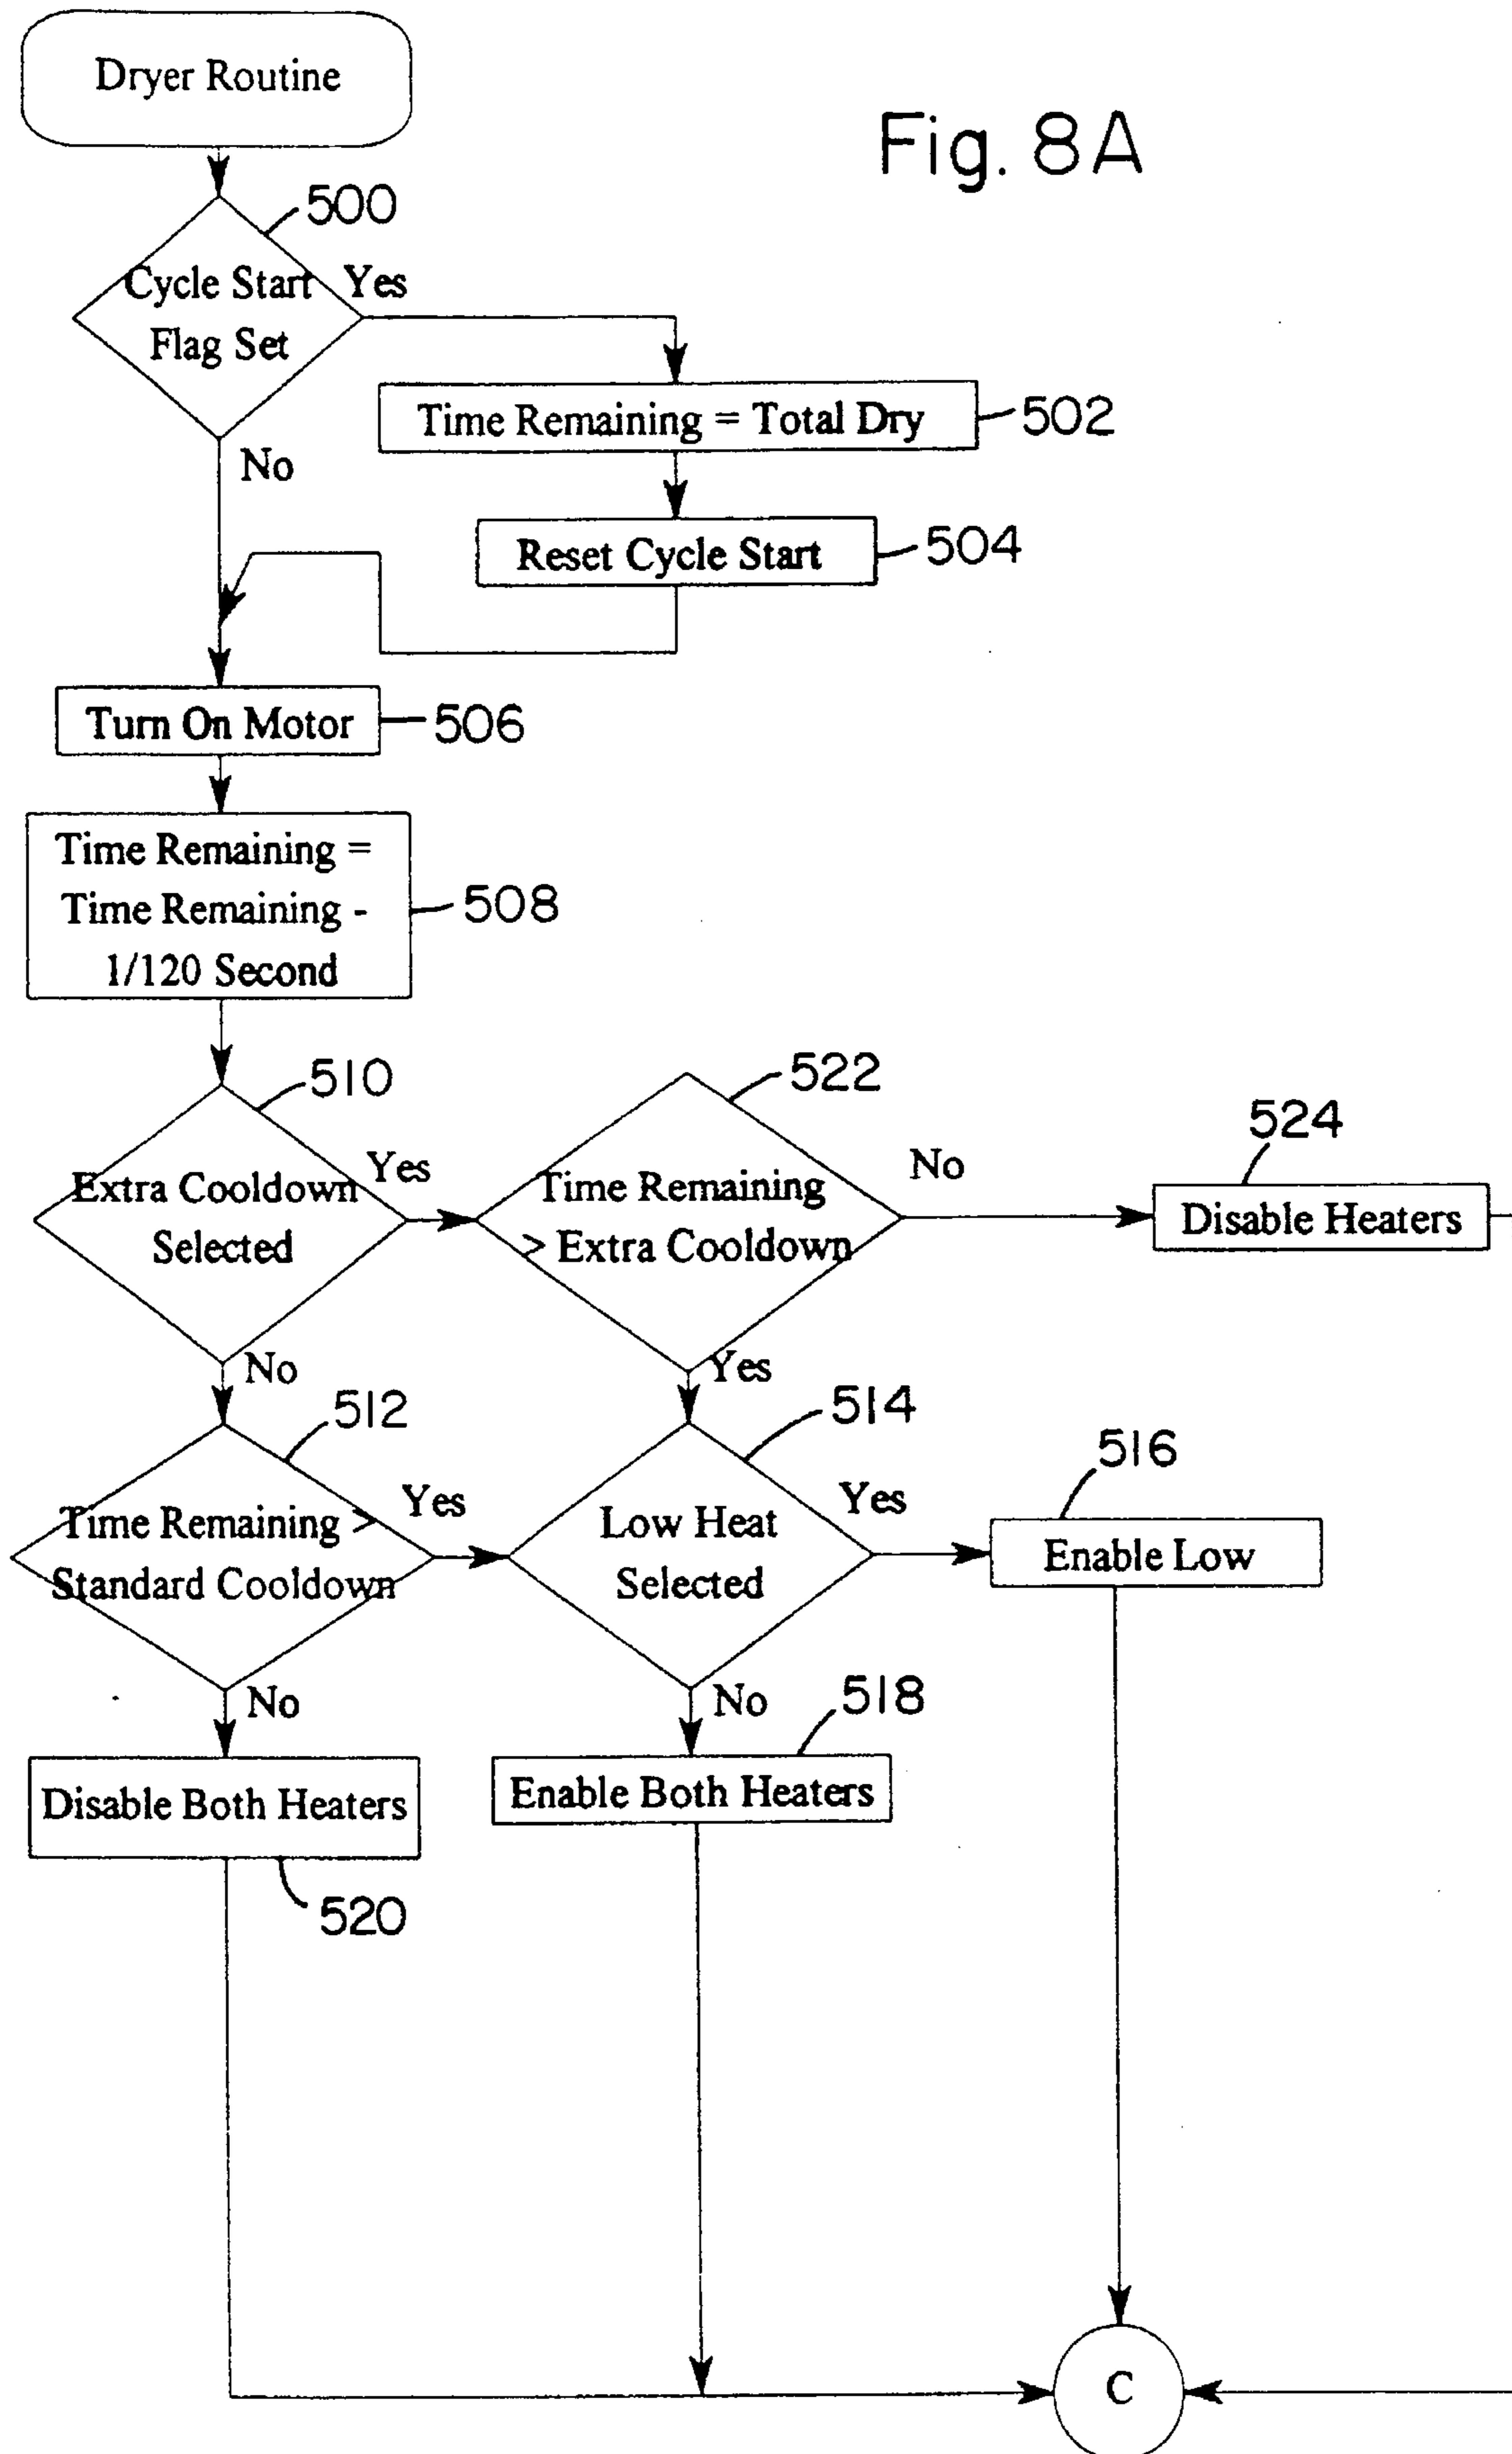 Dryer Routine
Fig. 8A
500
Cycle Start
Flag Set
Yes
No
Time Remaining = Total Dry
502
Reset Cycle Start
504
Turn On Motor
506
Time Remaining =
Time Remaining -
1/120 Second
508
510
Extra Cooldown
Selected
Yes
No
522
Time Remaining
> Extra Cooldown
No
Yes
524
Disable Heaters
512
Time Remaining >
Standard Cooldown
Yes
No
514
Low Heat
Selected
Yes
No
516
Enable Low
518
Enable Both Heaters
Disable Both Heaters
520
C